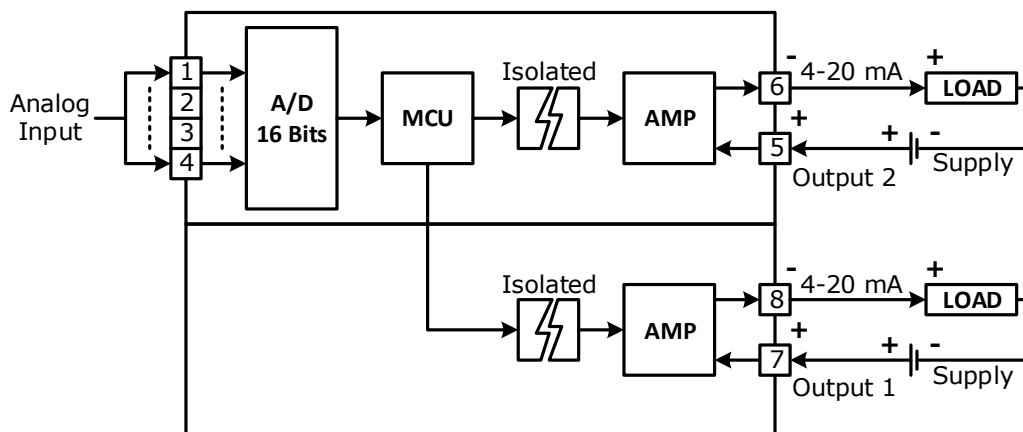 Analog
Input
1
2
3
4
A/D
16 Bits
MCU
Isolated
AMP
6
-
4-20 mA
+
LOAD
5
+
+
-
Output 2
Supply
Isolated
AMP
8
-
4-20 mA
+
LOAD
7
+
+
-
Output 1
Supply